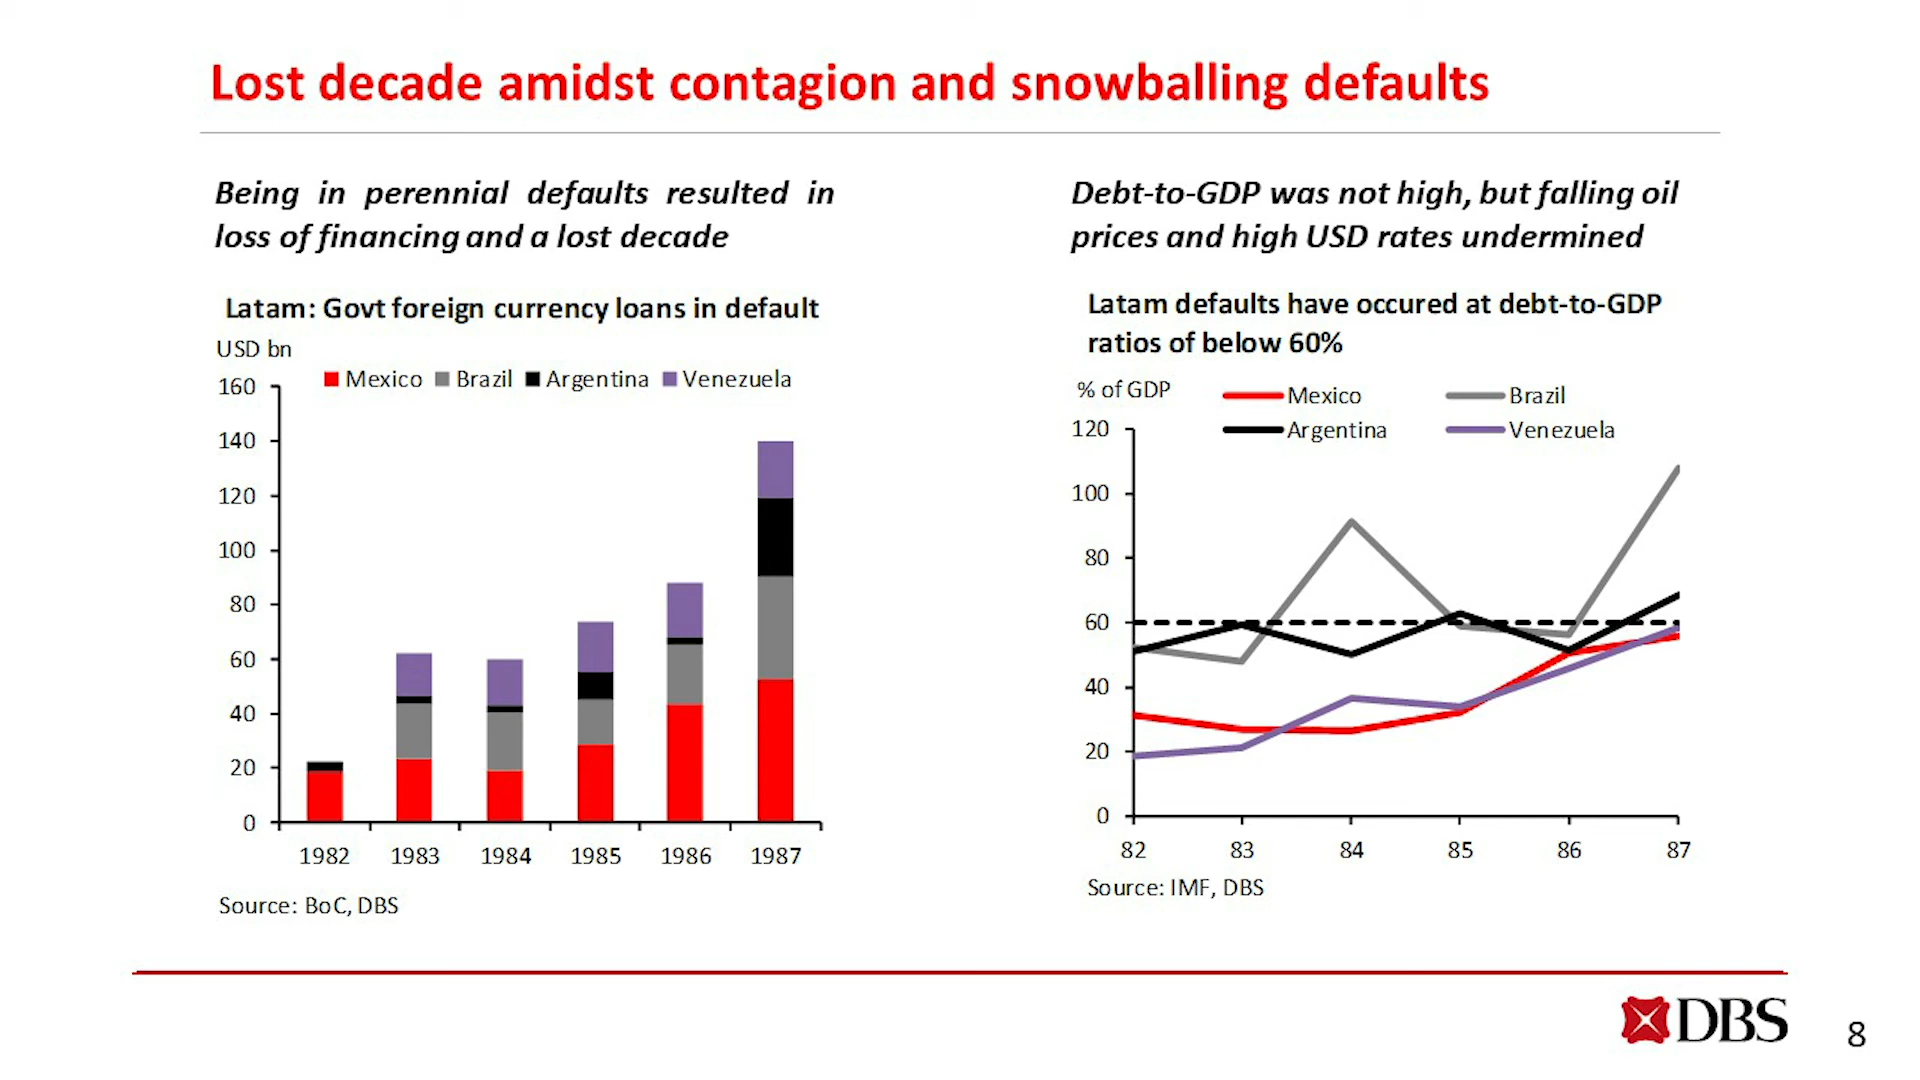 Lost decade amidst contagion and snowballing defaults
Being in perennial defaults resulted in
loss of financing and a lost decade
Latam: Govt foreign currency loans in default
USD bn
Mexico Brazil Argentina Venezuela
160
140
120
100
80
60
40
20
0
1982 1983 1984 1985 1986 1987
Source: BoC, DBS
Debt-to-GDP was not high, but falling oil
prices and high USD rates undermined
Latam defaults have occured at debt-to-GDP
ratios of below 60%
% of GDP
Mexico Brazil
Argentina Venezuela
120
100
80
60
40
20
0
82 83 84 85 86 87
Source: IMF, DBS
DBS
8